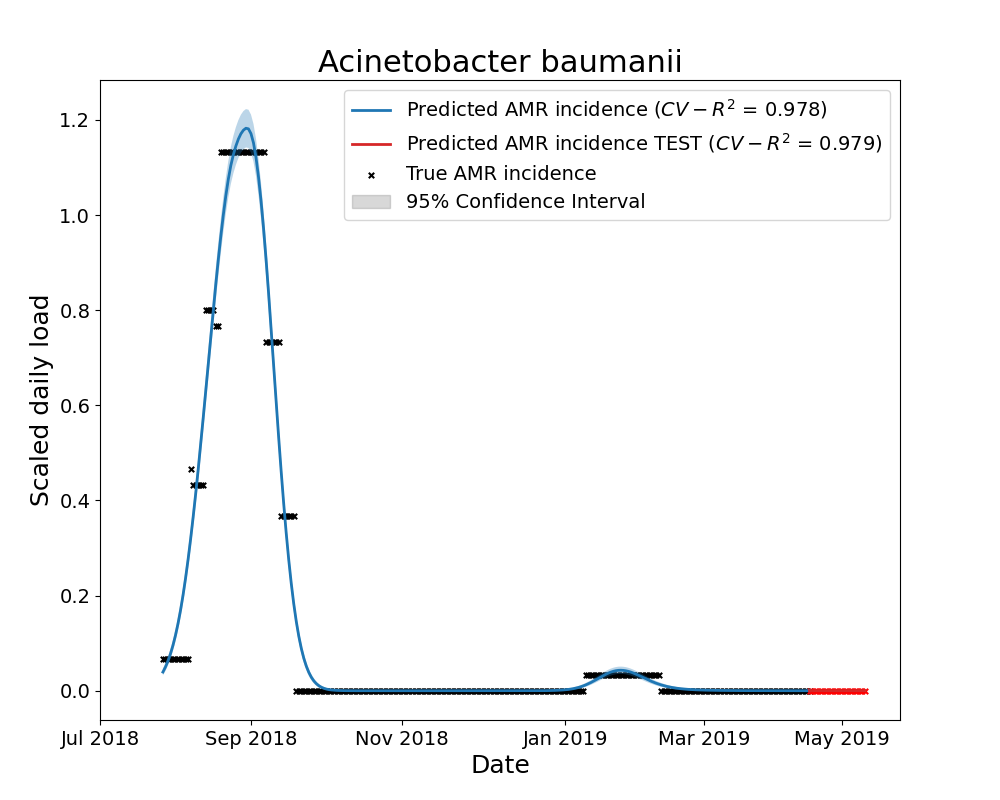 Acinetobacter baumanii
Predicted AMR incidence (CV − R² = 0.978)
Predicted AMR incidence TEST (CV − R² = 0.979)
True AMR incidence
95% Confidence Interval
Scaled daily load
1.2
1.0
0.8
0.6
0.4
0.2
0.0
Jul 2018 Sep 2018 Nov 2018 Jan 2019 Mar 2019 May 2019
Date